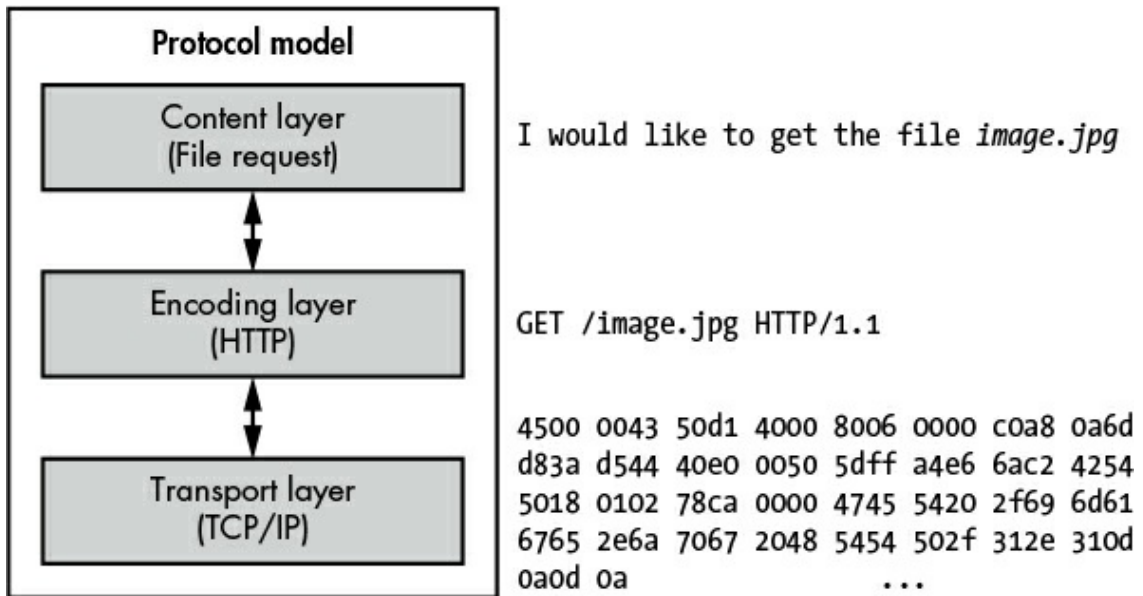 Protocol model
Content layer
(File request)
I would like to get the file image.jpg
Encoding layer
(HTTP)
GET /image.jpg HTTP/1.1
Transport layer
(TCP/IP)
4500 0043 50d1 4000 8006 0000 c0a8 0a6d
d83a d544 40e0 0050 5dff a4e6 6ac2 4254
5018 0102 78ca 0000 4745 5420 2f69 6d61
6765 2e6a 7067 2048 5454 502f 312e 310d
0a0d 0a ...